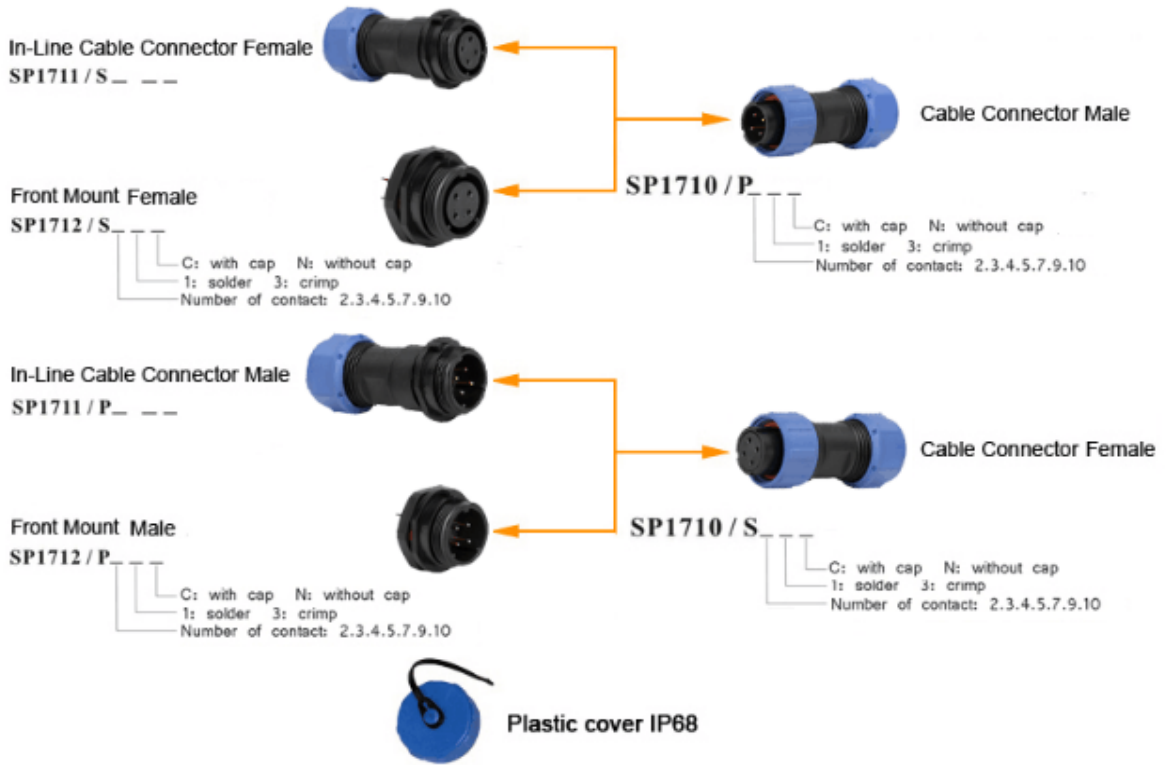 In-Line Cable Connector Female
SP1711 / S_ _ _
Cable Connector Male
SP1710 / P_ _ _
C: with cap N: without cap
1: solder 3: crimp
Number of contact: 2.3.4.5.7.9.10
Front Mount Female
SP1712 / S_ _ _
C: with cap N: without cap
1: solder 3: crimp
Number of contact: 2.3.4.5.7.9.10
In-Line Cable Connector Male
SP1711 / P_ _ _
Cable Connector Female
SP1710 / S_ _ _
C: with cap N: without cap
1: solder 3: crimp
Number of contact: 2.3.4.5.7.9.10
Front Mount Male
SP1712 / P_ _ _
C: with cap N: without cap
1: solder 3: crimp
Number of contact: 2.3.4.5.7.9.10
Plastic cover IP68